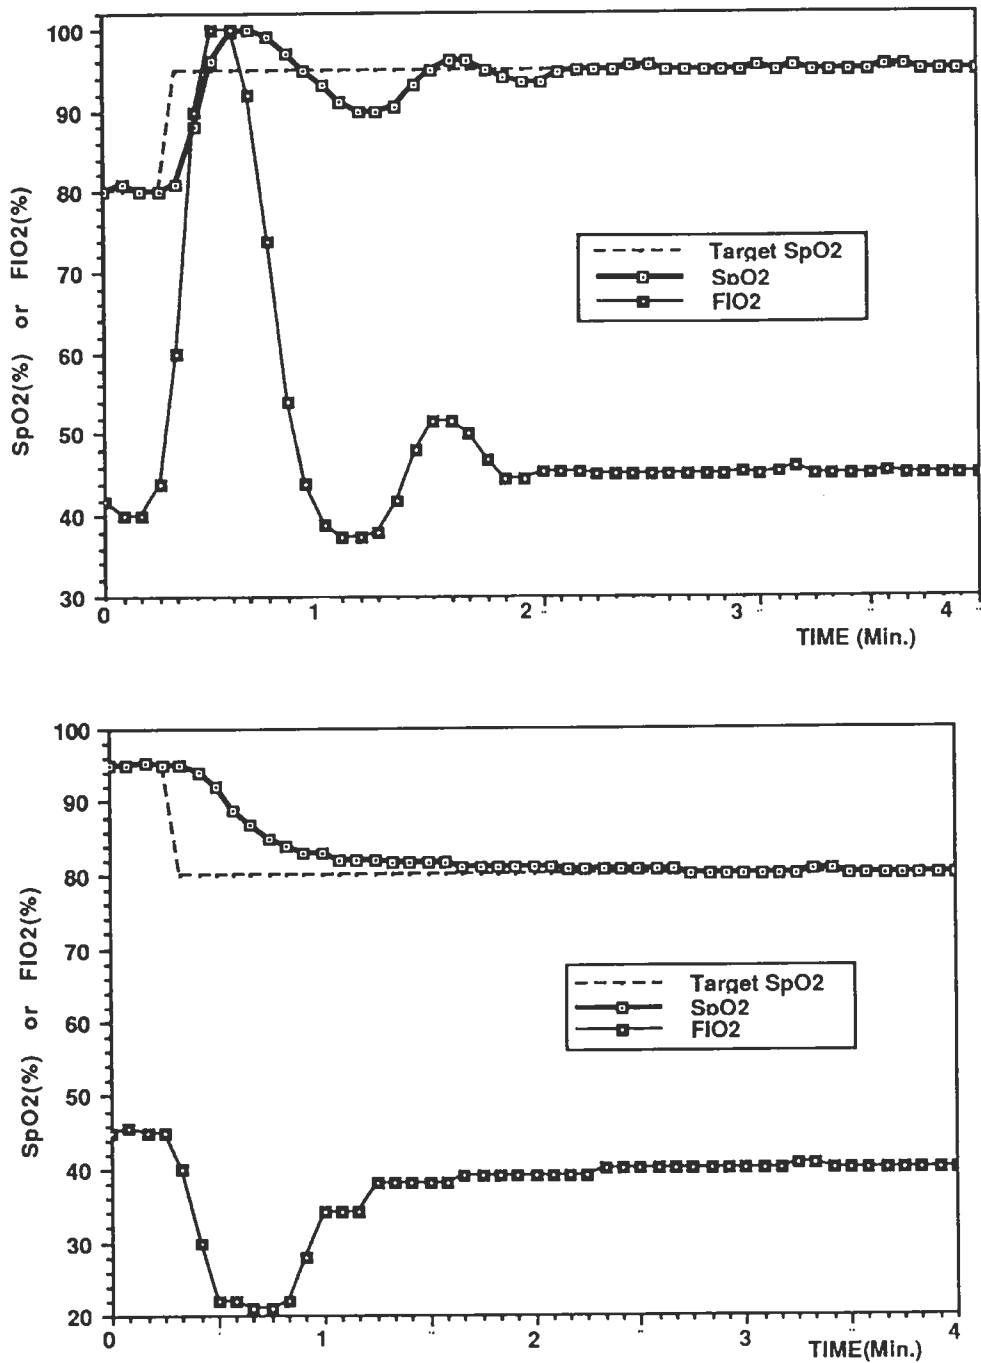 100
90
80
70
60
50
40
30
SpO2(%) or FIO2(%)
Target SpO2
SpO2
FIO2
0 1 2 3 4
TIME (Min.)
100
90
80
70
60
50
40
30
20
SpO2(%) or FIO2(%)
Target SpO2
SpO2
FIO2
0 1 2 3 4
TIME(Min.)